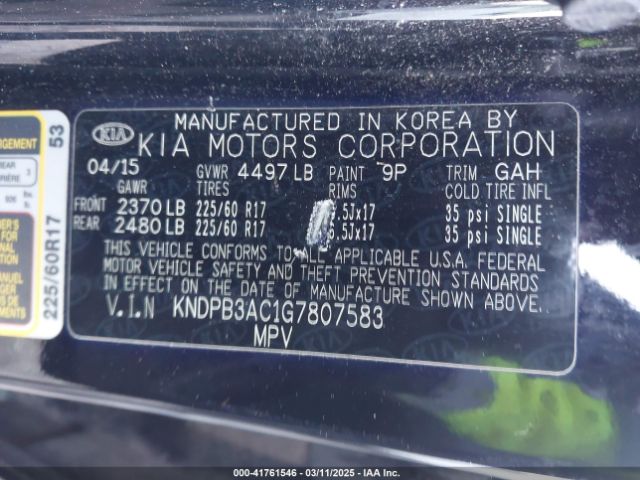 MANUFACTURED IN KOREA BY
KIA KIA MOTORS CORPORATION
04/15 GVWR 4497 LB PAINT 9P TRIM GAH
GAWR TIRES RIMS COLD TIRE INFL
FRONT 2370 LB 225/60 R17 .5Jx17 35 psi SINGLE
REAR 2480 LB 225/60 R17 6.5Jx17 35 psi SINGLE
THIS VEHICLE CONFORMS TO ALL APPLICABLE U.S.A. FEDERAL
MOTOR VEHICLE SAFETY AND THEFT PREVENTION STANDARDS
IN EFFECT ON THE DATE OF MANUFACTURE SHOWN ABOVE.
V.I.N KNDPB3AC1G7807583
MPV
53
225/60R17
000-41761546 - 03/11/2025 - IAA Inc.